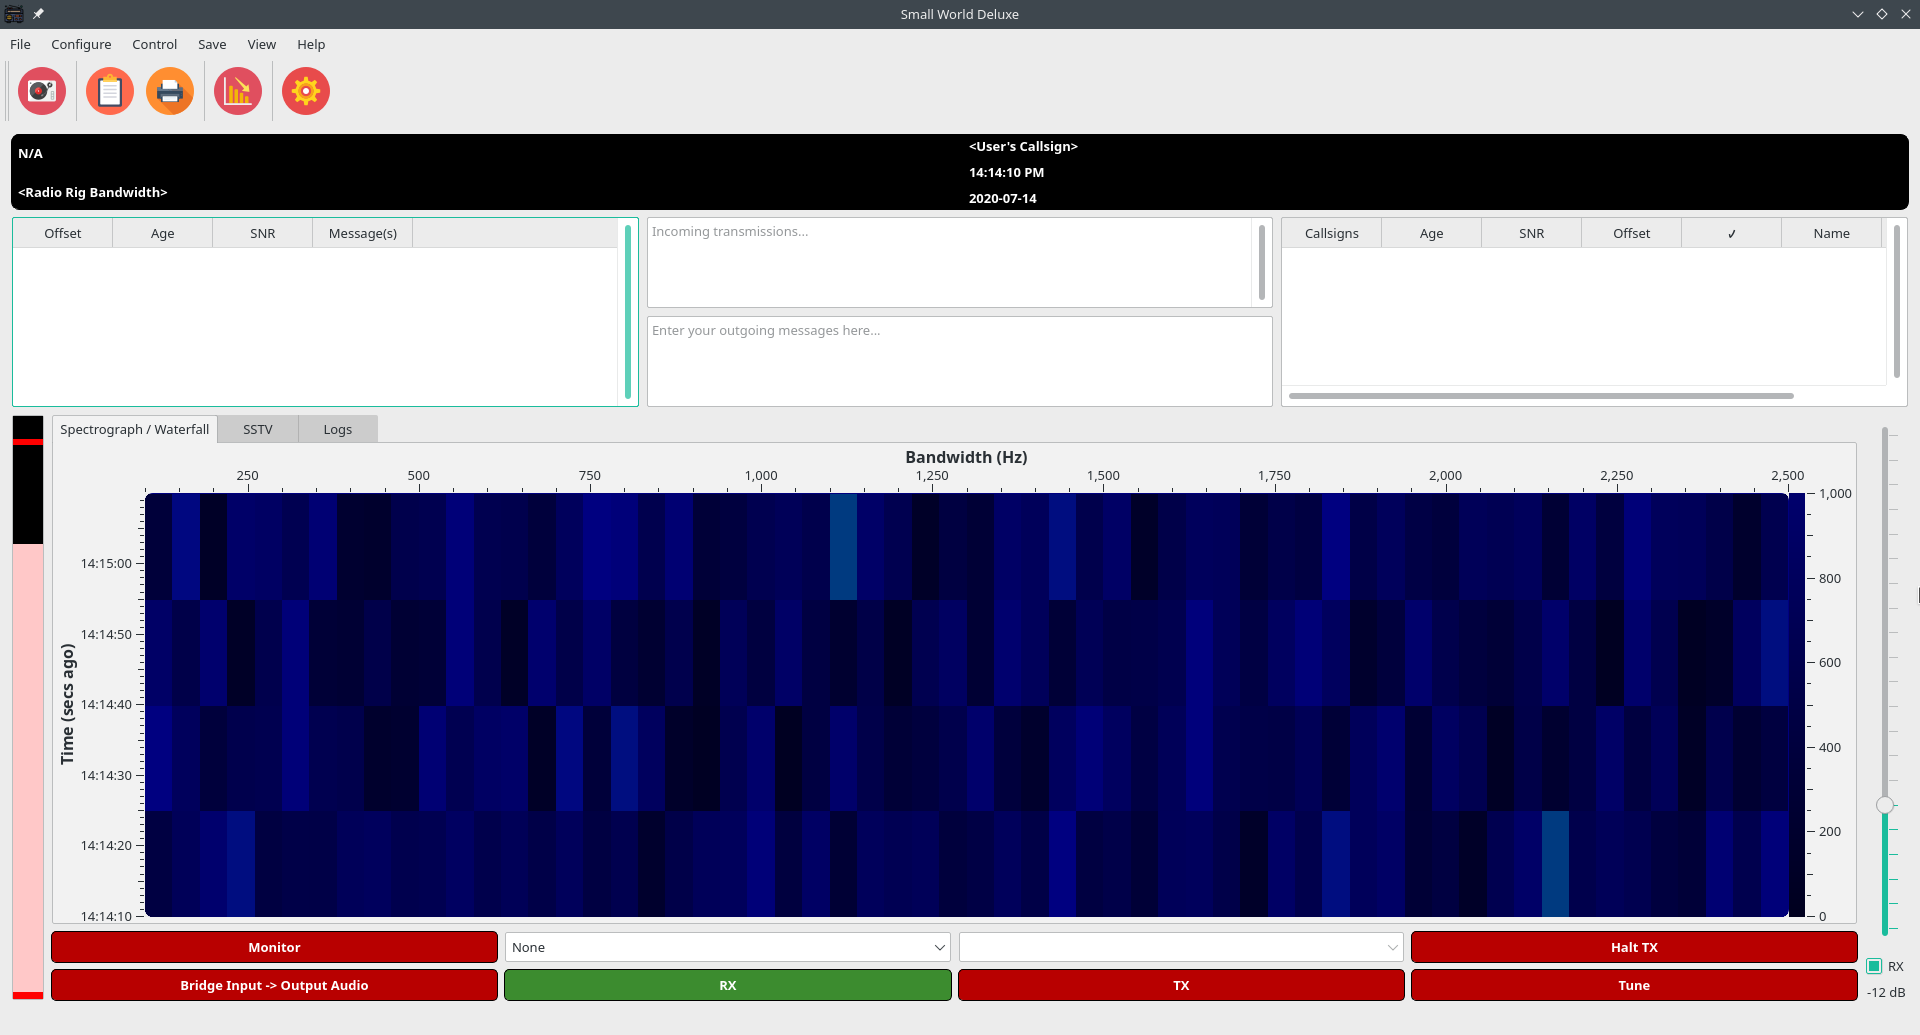 Small World Deluxe
File Configure Control Save View Help
N/A
<Radio Rig Bandwidth>
<User's Callsign>
14:14:10 PM
2020-07-14
Offset Age SNR Message(s)
Incoming transmissions...
Enter your outgoing messages here...
Callsigns Age SNR Offset ✓ Name
Spectrograph / Waterfall SSTV Logs
Bandwidth (Hz)
250 500 750 1,000 1,250 1,500 1,750 2,000 2,250 2,500
Time (secs ago)
14:15:00
14:14:50
14:14:40
14:14:30
14:14:20
14:14:10
1,000
800
600
400
200
0
Monitor None Halt TX
Bridge Input -> Output Audio RX TX Tune
RX
-12 dB